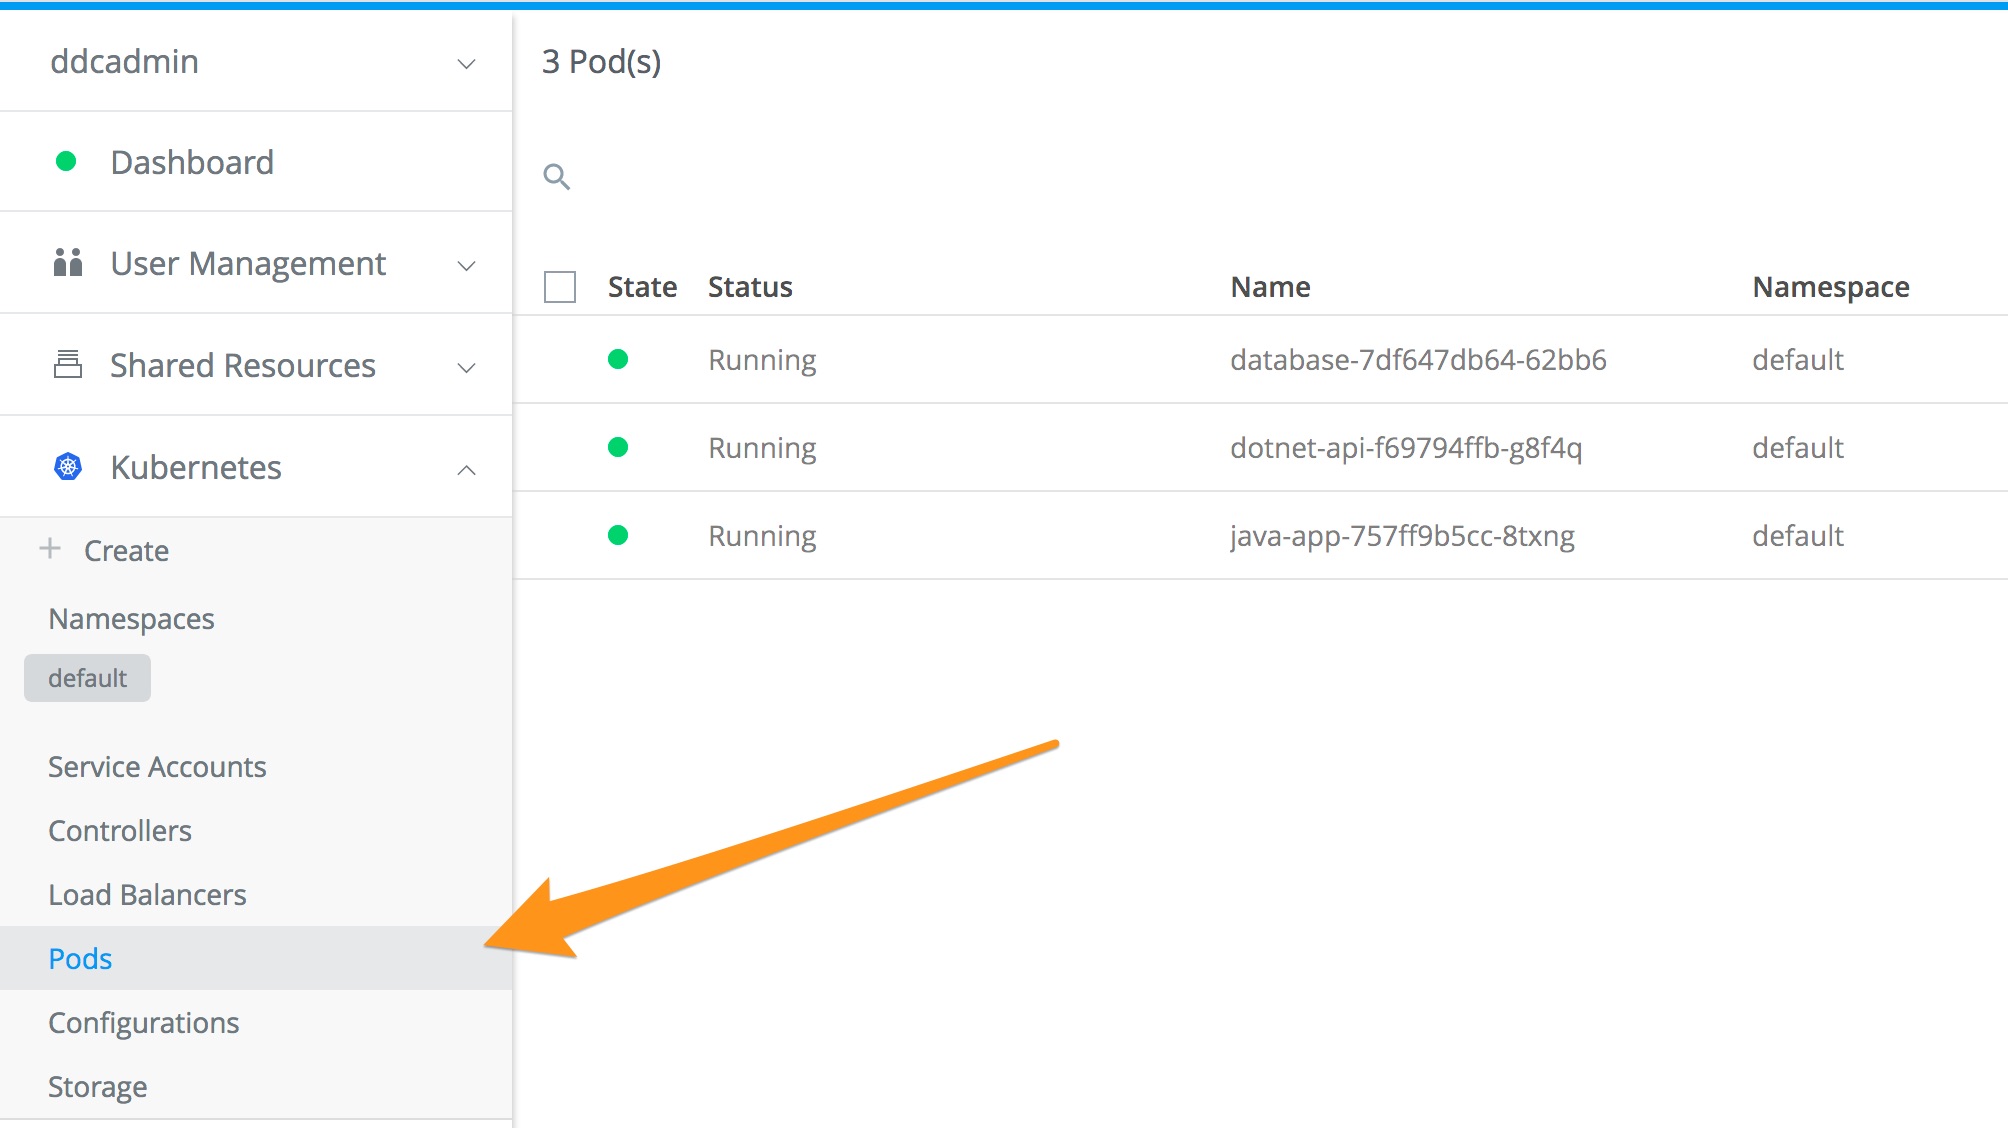 ddcadmin
Dashboard
User Management
Shared Resources
Kubernetes
Create
Namespaces
default
Service Accounts
Controllers
Load Balancers
Pods
Configurations
Storage
3 Pod(s)
State Status Name Namespace
Running database-7df647db64-62bb6 default
Running dotnet-api-f69794ffb-g8f4q default
Running java-app-757ff9b5cc-8txng default